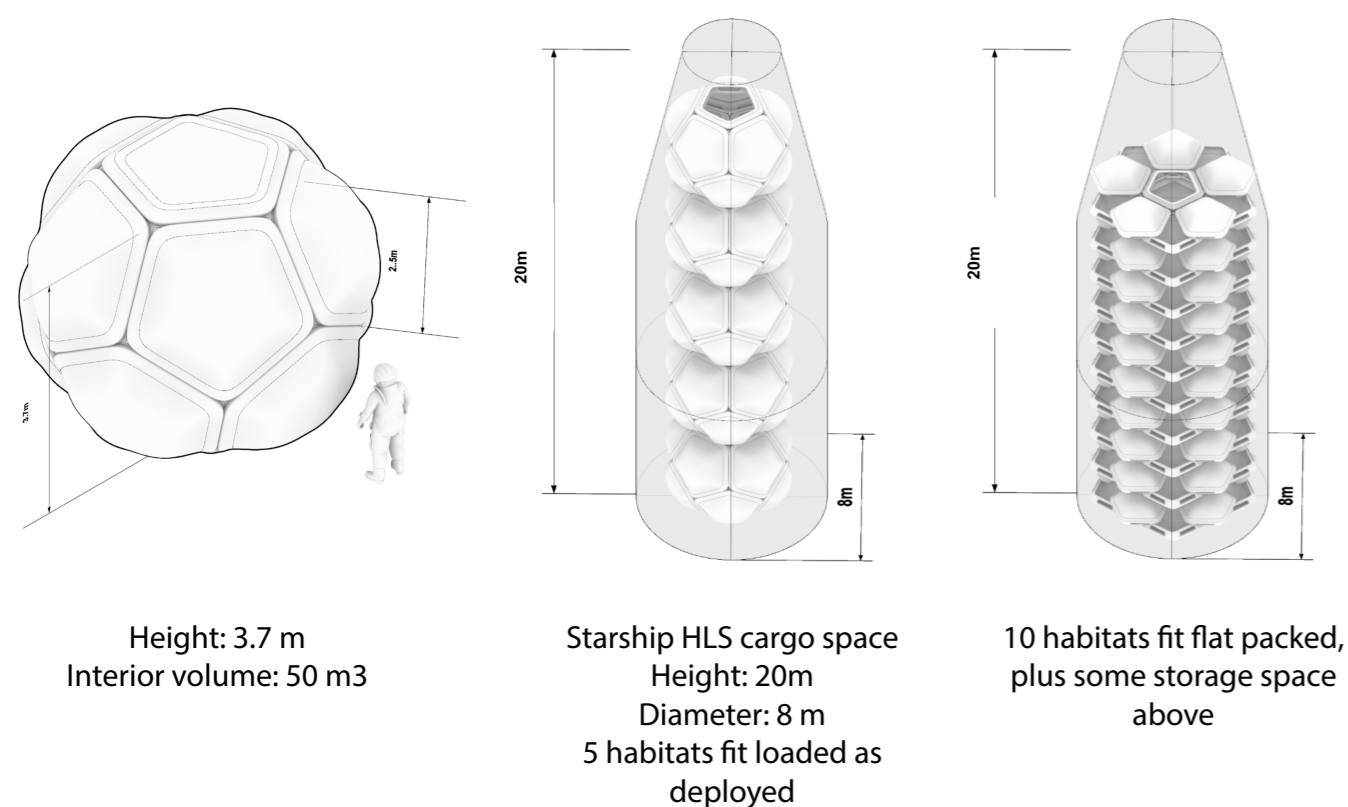 2..5m
3.7m
20m
8m
20m
8m
Height: 3.7 m
Interior volume: 50 m3
Starship HLS cargo space
Height: 20m
Diameter: 8 m
5 habitats fit loaded as
deployed
10 habitats fit flat packed,
plus some storage space
above